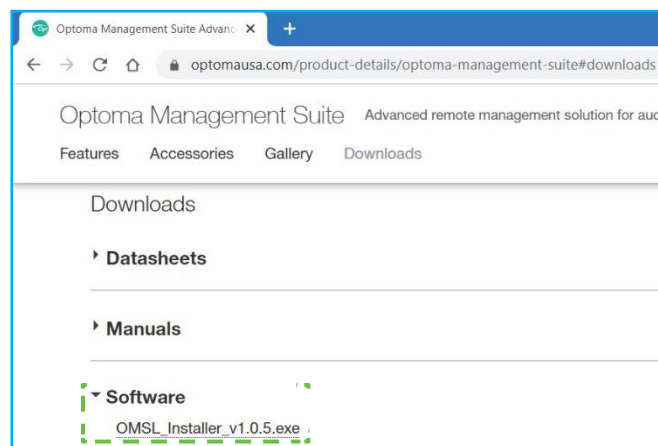 Optoma Management Suite Advanc
optomausa.com/product-details/optoma-management-suite#downloads
Optoma Management Suite Advanced remote management solution for aud
Features Accessories Gallery Downloads
Downloads
Datasheets
Manuals
Software
OMSL_Installer_v1.0.5.exe